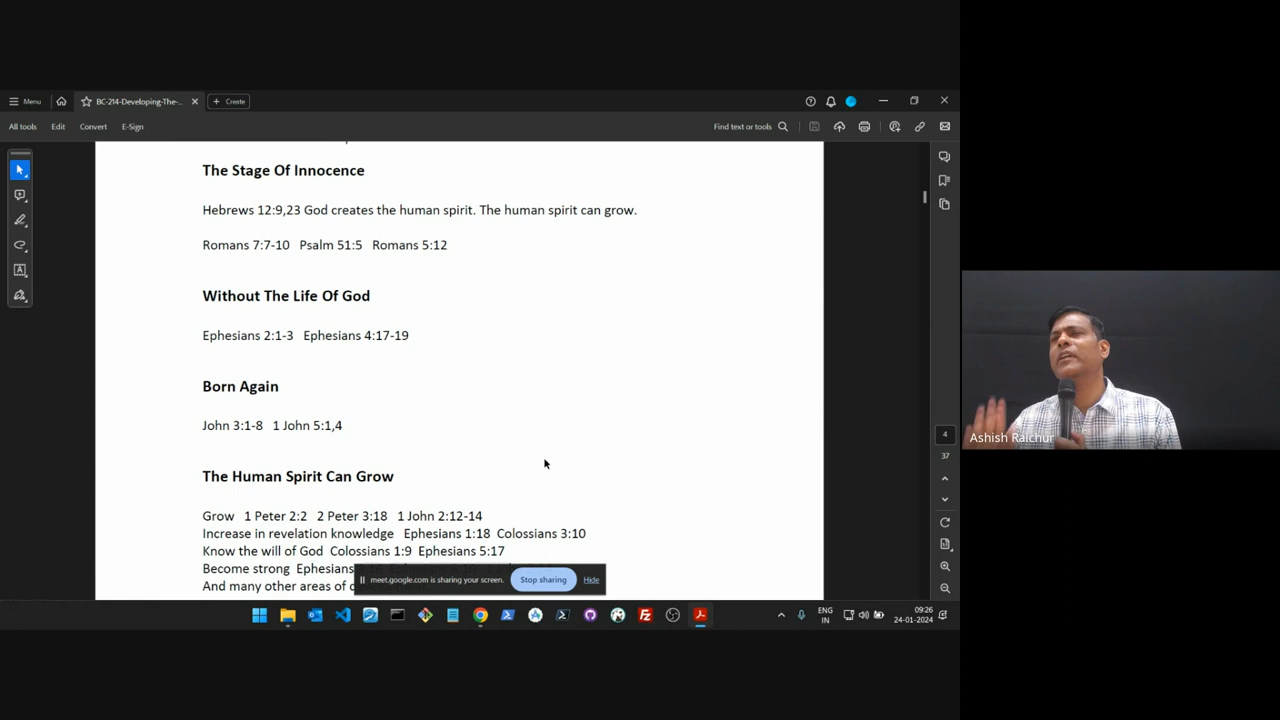 Menu
BC-214-Developing-The-...
Create
All tools
Edit
Convert
E-Sign
Find text or tools
The Stage Of Innocence
Hebrews 12:9,23 God creates the human spirit. The human spirit can grow.
Romans 7:7-10 Psalm 51:5 Romans 5:12
Without The Life Of God
Ephesians 2:1-3 Ephesians 4:17-19
Born Again
John 3:1-8 1 John 5:1,4
The Human Spirit Can Grow
Grow 1 Peter 2:2 2 Peter 3:18 1 John 2:12-14
Increase in revelation knowledge Ephesians 1:18 Colossians 3:10
Know the will of God Colossians 1:9 Ephesians 5:17
Become strong
And many other areas of
meet.google.com is sharing your screen.
Stop sharing
Hide
4
37
Ashish Raichur
ENG
IN
09:26
24-01-2024